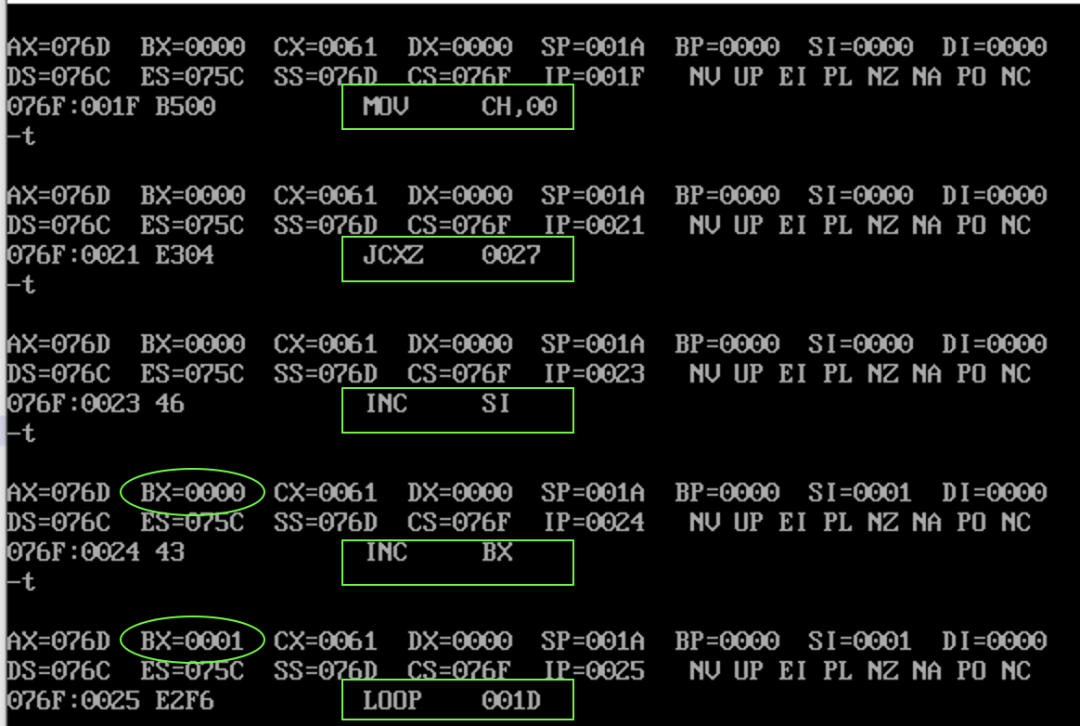 AX=076D BX=0000 CX=0061 DX=0000 SP=001A BP=0000 SI=0000 DI=0000
DS=076C ES=075C SS=076D CS=076F IP=001F NV UP EI PL NZ NA PO NC
076F:001F B500 MOV CH,00
-t
AX=076D BX=0000 CX=0061 DX=0000 SP=001A BP=0000 SI=0000 DI=0000
DS=076C ES=075C SS=076D CS=076F IP=0021 NV UP EI PL NZ NA PO NC
076F:0021 E304 JCXZ 0027
-t
AX=076D BX=0000 CX=0061 DX=0000 SP=001A BP=0000 SI=0000 DI=0000
DS=076C ES=075C SS=076D CS=076F IP=0023 NV UP EI PL NZ NA PO NC
076F:0023 46 INC SI
-t
AX=076D BX=0000 CX=0061 DX=0000 SP=001A BP=0000 SI=0001 DI=0000
DS=076C ES=075C SS=076D CS=076F IP=0024 NV UP EI PL NZ NA PO NC
076F:0024 43 INC BX
-t
AX=076D BX=0001 CX=0061 DX=0000 SP=001A BP=0000 SI=0001 DI=0000
DS=076C ES=075C SS=076D CS=076F IP=0025 NV UP EI PL NZ NA PO NC
076F:0025 E2F6 LOOP 001D